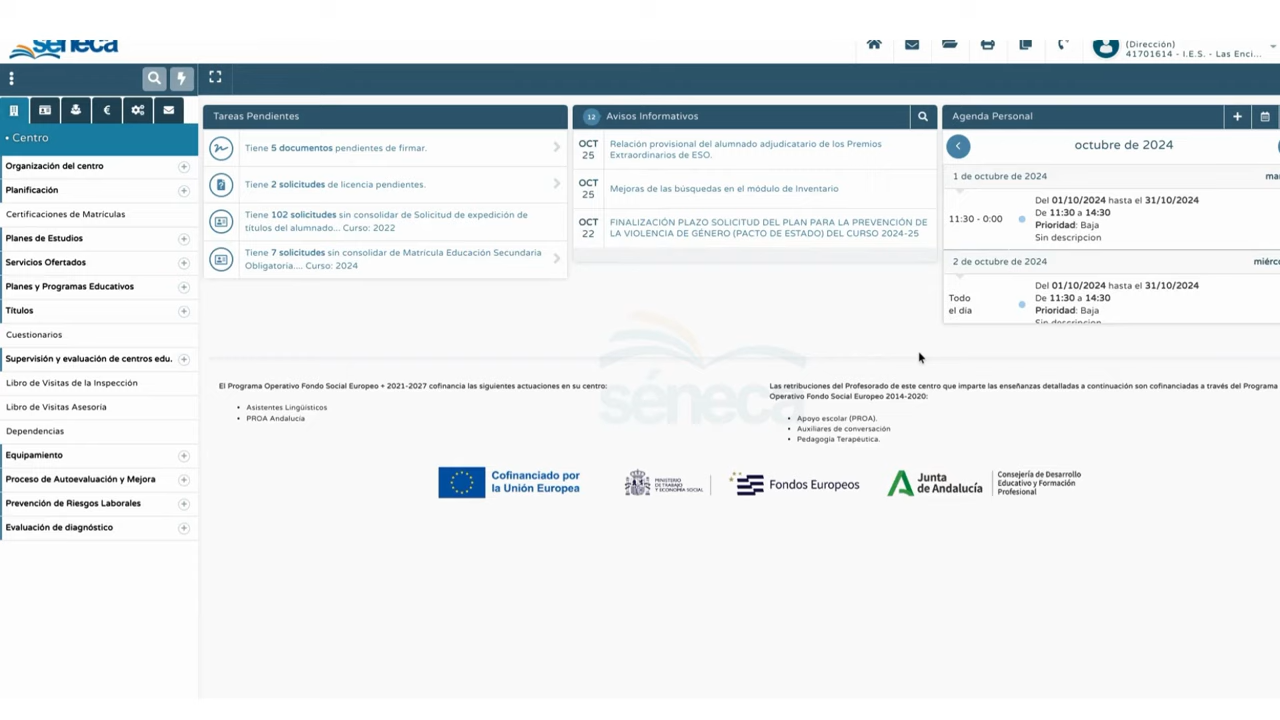 séneca
(Dirección)
41701614 - I.E.S. - Las Enci...
Centro
Organización del centro
Planificación
Certificaciones de Matrículas
Planes de Estudios
Servicios Ofertados
Planes y Programas Educativos
Títulos
Cuestionarios
Supervisión y evaluación de centros edu.
Libro de Visitas de la Inspección
Libro de Visitas Asesoría
Dependencias
Equipamiento
Proceso de Autoevaluación y Mejora
Prevención de Riesgos Laborales
Evaluación de diagnóstico
Tareas Pendientes
Tiene 5 documentos pendientes de firmar.
Tiene 2 solicitudes de licencia pendientes.
Tiene 102 solicitudes sin consolidar de Solicitud de expedición de
títulos del alumnado... Curso: 2022
Tiene 7 solicitudes sin consolidar de Matrícula Educación Secundaria
Obligatoria.... Curso: 2024
12 Avisos Informativos
OCT
25
Relación provisional del alumnado adjudicatario de los Premios
Extraordinarios de ESO.
OCT
25
Mejoras de las búsquedas en el módulo de Inventario
OCT
22
FINALIZACIÓN PLAZO SOLICITUD DEL PLAN PARA LA PREVENCIÓN DE
LA VIOLENCIA DE GÉNERO (PACTO DE ESTADO) DEL CURSO 2024-25
Agenda Personal
octubre de 2024
1 de octubre de 2024 mar
11:30 - 0:00
Del 01/10/2024 hasta el 31/10/2024
De 11:30 a 14:30
Prioridad: Baja
Sin descripcion
2 de octubre de 2024 miérco
Todo
el día
Del 01/10/2024 hasta el 31/10/2024
De 11:30 a 14:30
Prioridad: Baja
Sin descripcion
séneca
El Programa Operativo Fondo Social Europeo + 2021-2027 cofinancia las siguientes actuaciones en su centro:
• Asistentes Lingüísticos
• PROA Andalucía
Las retribuciones del Profesorado de este centro que imparte las enseñanzas detalladas a continuación son cofinanciadas a través del Programa
Operativo Fondo Social Europeo 2014-2020:
• Apoyo escolar (PROA).
• Auxiliares de conversación
• Pedagogía Terapéutica.
Cofinanciado por
la Unión Europea
MINISTERIO
DE TRABAJO
Y ECONOMÍA SOCIAL
Fondos Europeos
Junta
de Andalucía
Consejería de Desarrollo
Educativo y Formación
Profesional